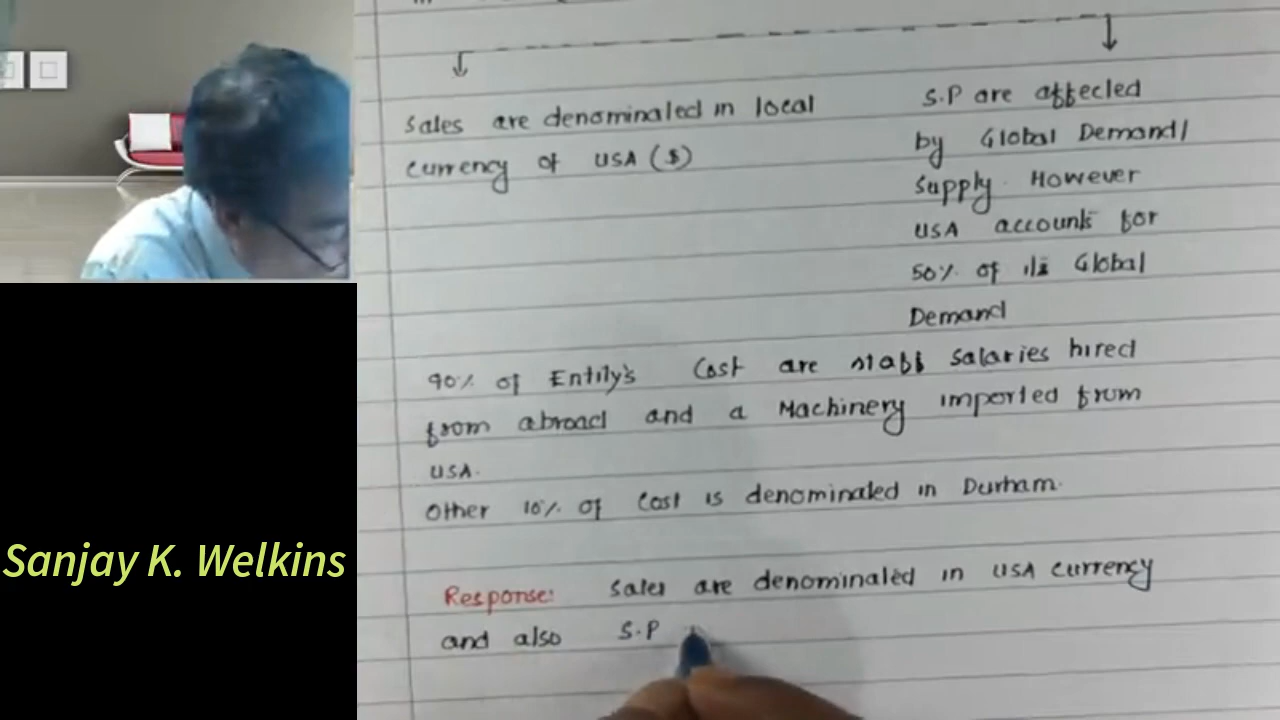 Sales are denominated in local
currency of USA ($)
S.P are affected
by Global Demand/
Supply. However
USA accounts for
50% of its Global
Demand
90% of Entity's Cost are staff salaries hired
from abroad and a Machinery imported from
USA.
Other 10% of Cost is denominated in Durham.
Response: Sales are denominated in USA currency
and also S.P
Sanjay K. Welkins